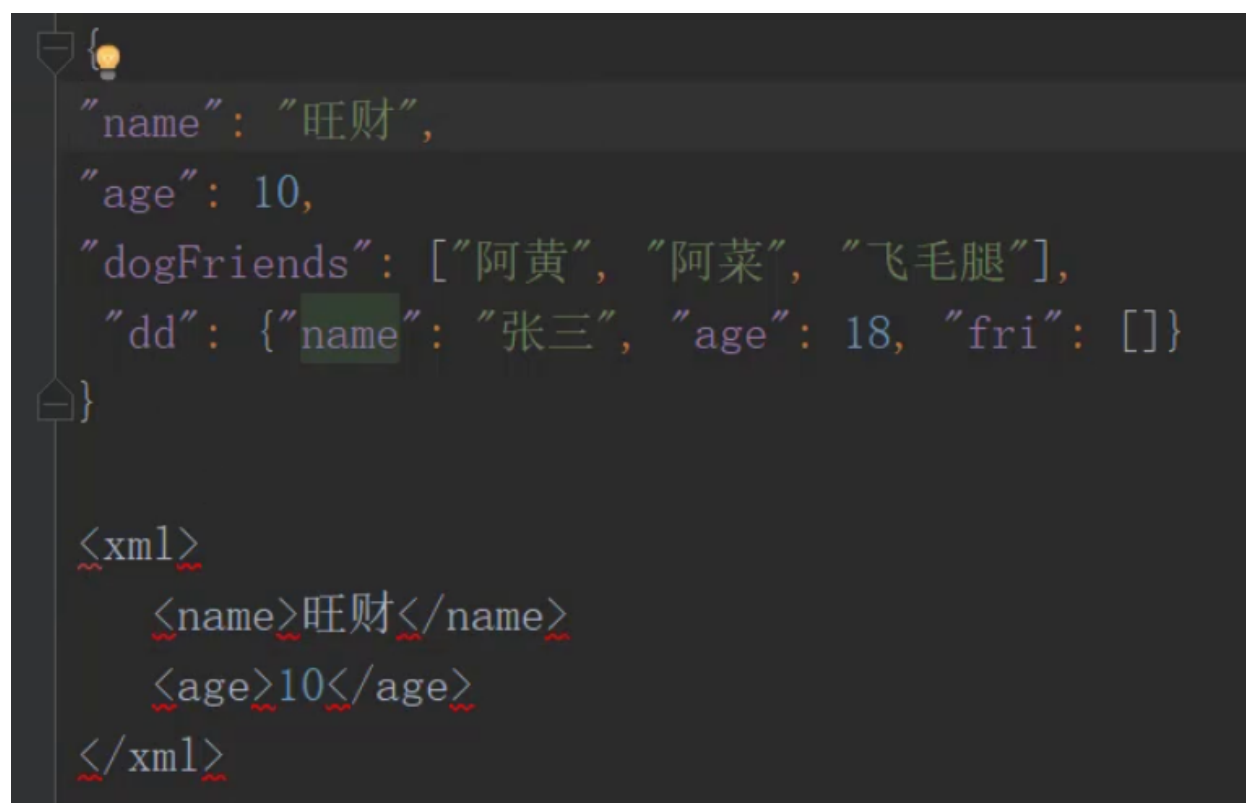 {
"name": "旺财",
"age": 10,
"dogFriends": ["阿黄", "阿菜", "飞毛腿"],
"dd": {"name": "张三", "age": 18, "fri": []}
}
<xml>
<name>旺财</name>
<age>10</age>
</xml>